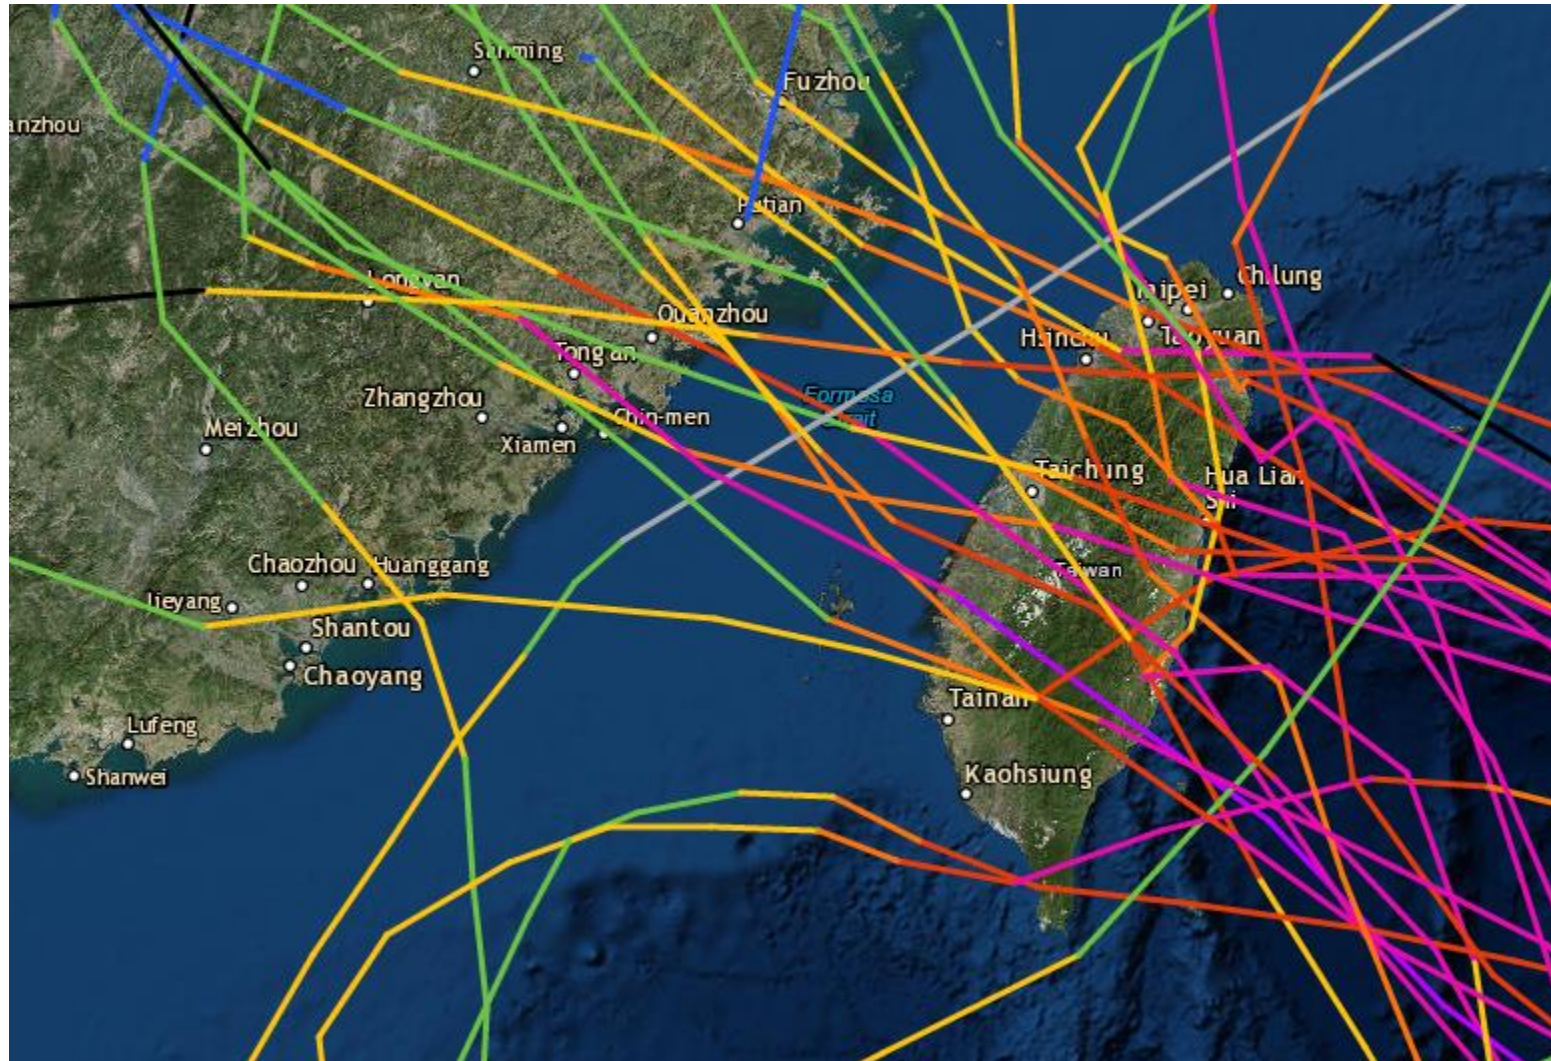 Sanming
Fuzhou
anzhou
Putian
Longyan
Chilung
Taipei
Quanzhou
Hsinchu
Taoyuan
Tong'an
Formosa
Strait
Zhangzhou
Chin-men
Meizhou
Xiamen
Taichung
Hua Lian
Shi
Chaozhou
Huanggang
Taiwan
Jieyang
Shantou
Chaoyang
Tainan
Lufeng
Kaohsiung
Shanwei